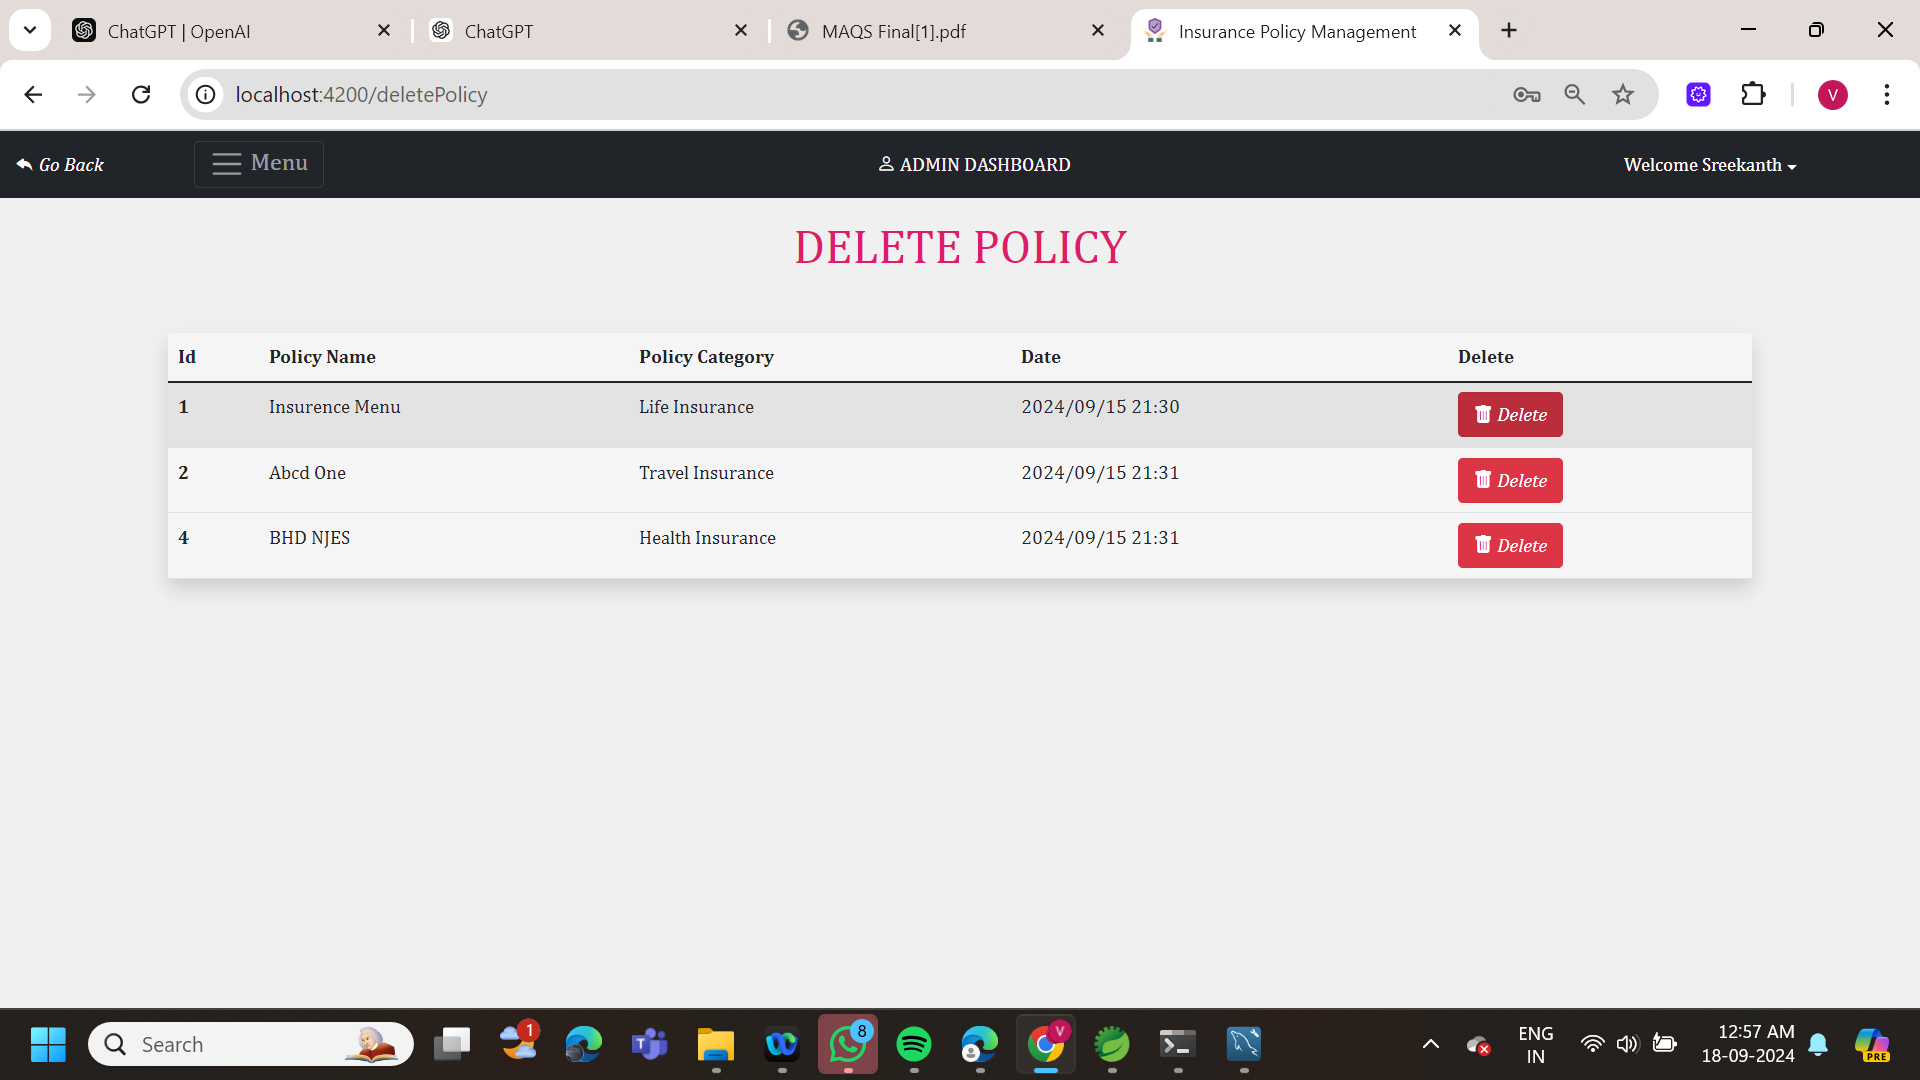 ChatGPT | OpenAI
ChatGPT
MAQS Final[1].pdf
Insurance Policy Management
localhost:4200/deletePolicy
V
Go Back
Menu
ADMIN DASHBOARD
Welcome Sreekanth
DELETE POLICY
Id Policy Name Policy Category Date Delete
1 Insurence Menu Life Insurance 2024/09/15 21:30 Delete
2 Abcd One Travel Insurance 2024/09/15 21:31 Delete
4 BHD NJES Health Insurance 2024/09/15 21:31 Delete
Search
1
8
V
ENG
IN
12:57 AM
18-09-2024
PRE